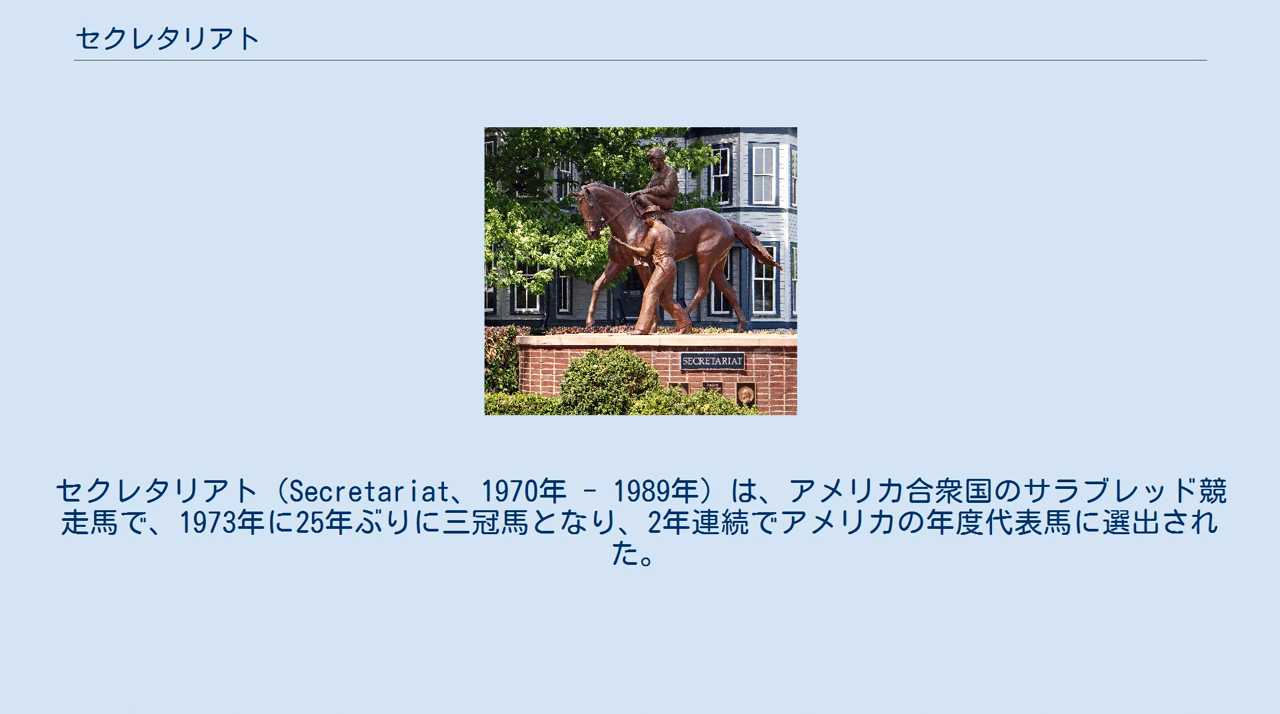 セクレタリアト
SECRETARIAT
セクレタリアト（Secretariat、1970年 - 1989年）は、アメリカ合衆国のサラブレッド競
走馬で、1973年に25年ぶりに三冠馬となり、2年連続でアメリカの年度代表馬に選出され
た。